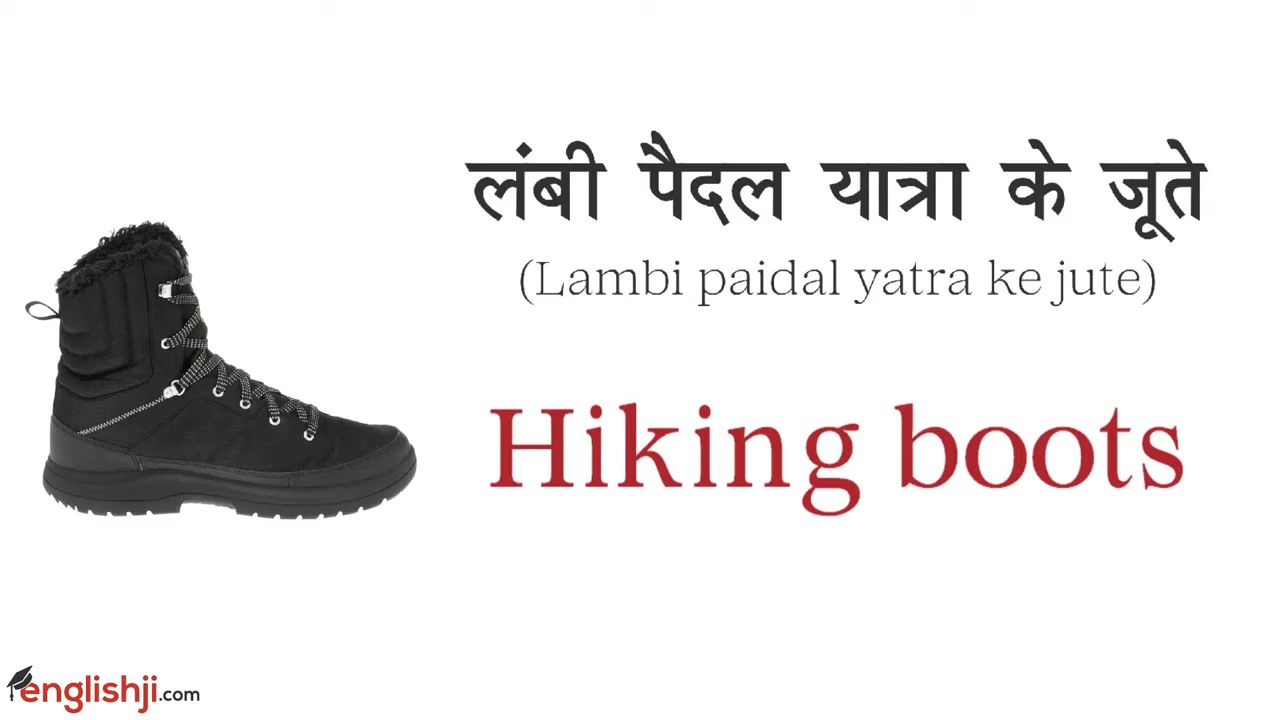 लंबी पैदल यात्रा के जूते
(Lambi paidal yatra ke jute)
Hiking boots
englishji.com